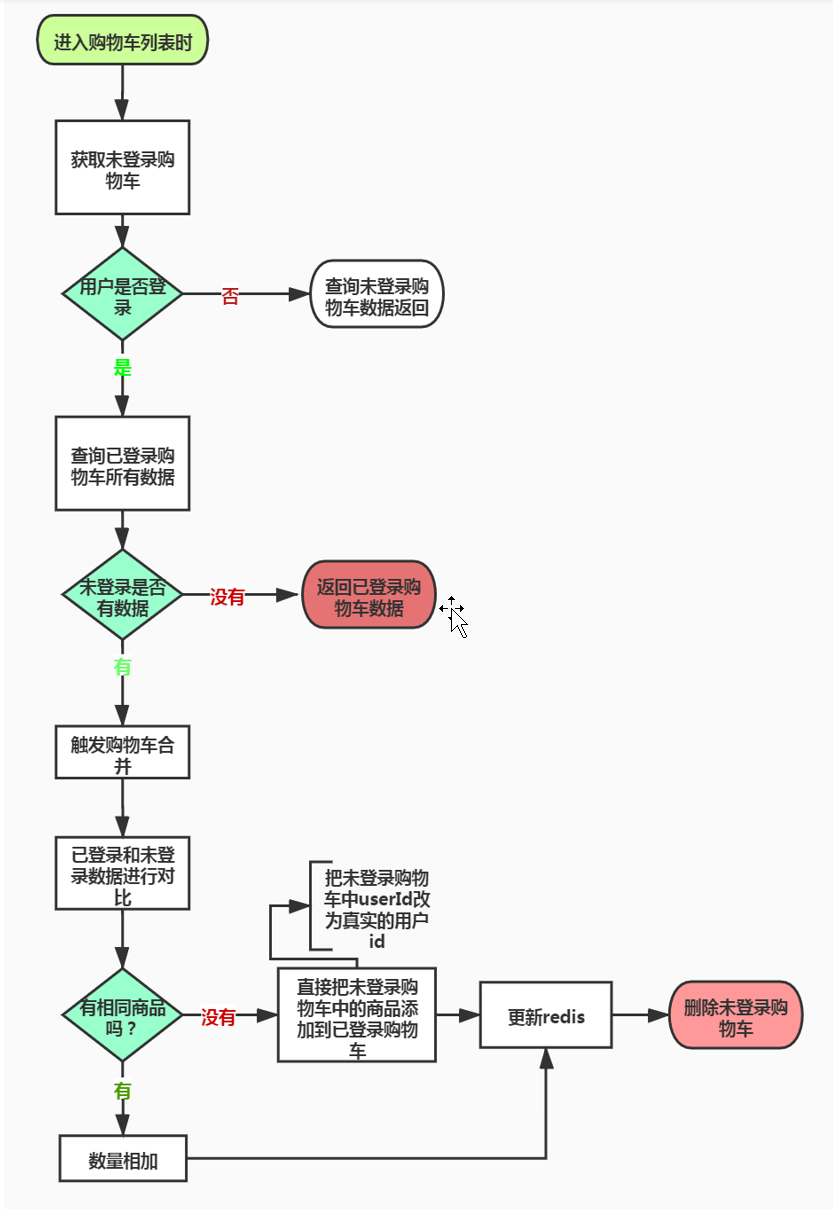 进入购物车列表时
获取未登录购
物车
用户是否登
录
否
查询未登录购
物车数据返回
是
查询已登录购
物车所有数据
未登录是否
有数据
没有
返回已登录购
物车数据
有
触发购物车合
并
已登录和未登
录数据进行对
比
把未登录购物
车中userId改
为真实的用户
id
有相同商品
吗？
没有
直接把未登录购
物车中的商品添
加到已登录购物
车
更新redis
删除未登录购
物车
有
数量相加